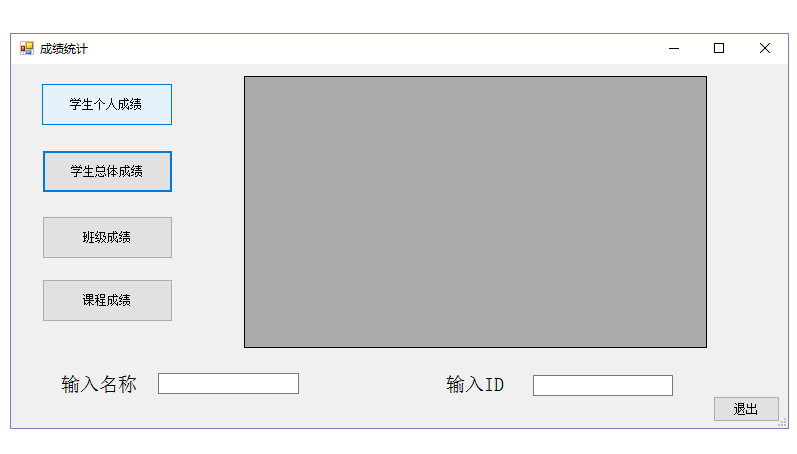 成绩统计
学生个人成绩
学生总体成绩
班级成绩
课程成绩
输入名称
输入ID
退出